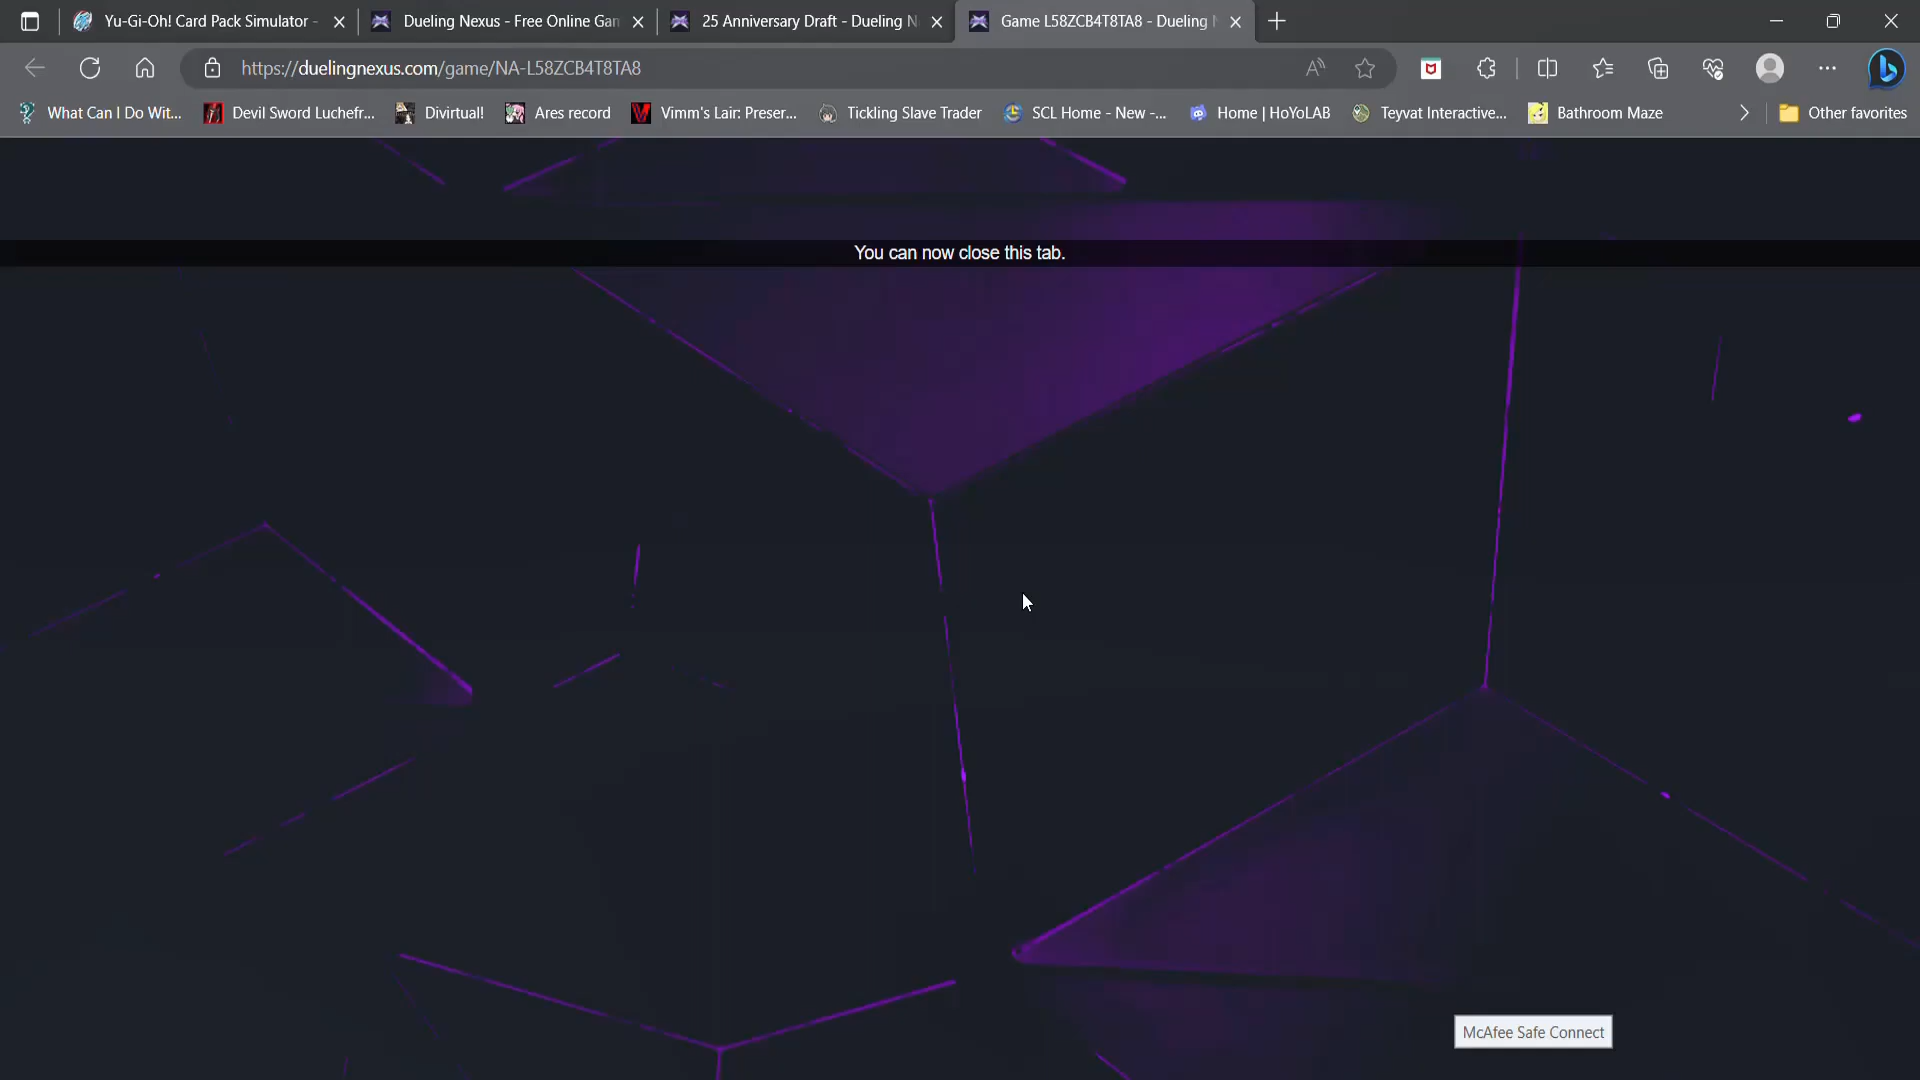 Yu-Gi-Oh! Card Pack Simulator -
Dueling Nexus - Free Online Gan
25 Anniversary Draft - Dueling N
Game L58ZCB4T8TA8 - Dueling N
https://duelingnexus.com/game/NA-L58ZCB4T8TA8
What Can I Do Wit...
Devil Sword Luchefr...
Divirtual!
Ares record
Vimm's Lair: Preser...
Tickling Slave Trader
SCL Home - New -...
Home | HoYoLAB
Teyvat Interactive...
Bathroom Maze
Other favorites
You can now close this tab.
McAfee Safe Connect